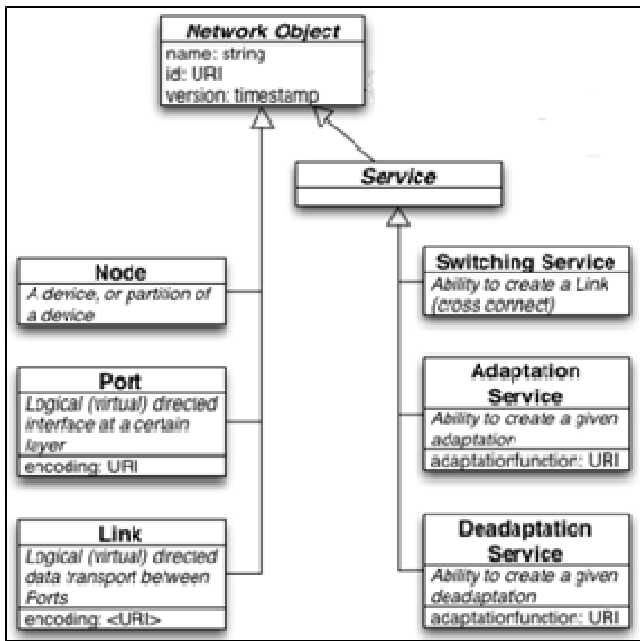 Network Object
name: string
id: URI
version: timestamp
Service
Node
A device, or partition of
a device
Port
Logical (virtual) directed
interface at a certain
layer
encoding: URI
Link
Logical (virtual) directed
data transport between
Ports
encoding: <URI>
Switching Service
Ability to create a Link
(cross connect)
Adaptation
Service
Ability to create a given
adaptation
adaptationfunction: URI
Deadaptation
Service
Ability to create a given
deadaptation
adaptationfunction: URI